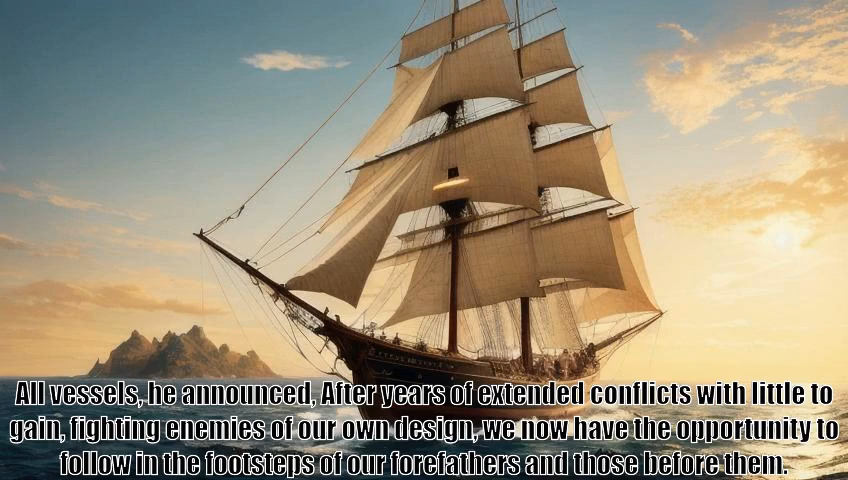 All vessels, he announced, After years of extended conflicts with little to
gain, fighting enemies of our own design, we now have the opportunity to
follow in the footsteps of our forefathers and those before them.